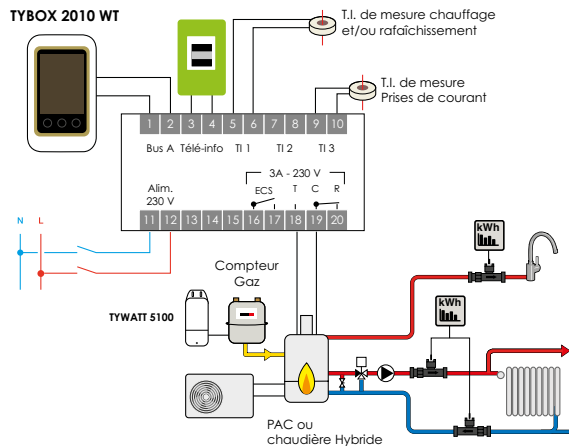 TYBOX 2010 WT
T.I. de mesure chauffage
et/ou rafaîchissement
T.I. de mesure
Prises de courant
1 2 3 4 5 6 7 8 9 10
Bus A Télé-info TI 1 TI 2 TI 3
3A - 230 V
Alim.
230 V
ECS T C R
11 12 13 14 15 16 17 18 19 20
N L
kWh
Compteur
Gaz
TYWATT 5100
kWh
PAC ou
chaudière Hybride